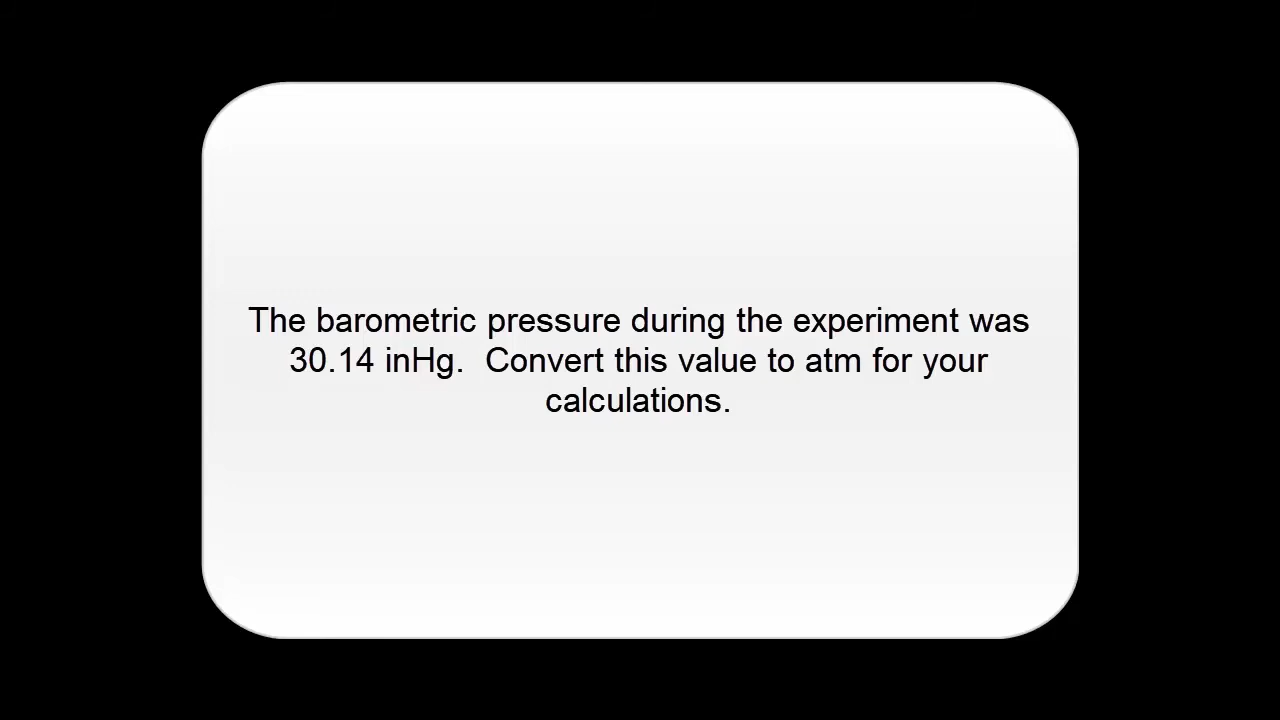 The barometric pressure during the experiment was
30.14 inHg.  Convert this value to atm for your
calculations.